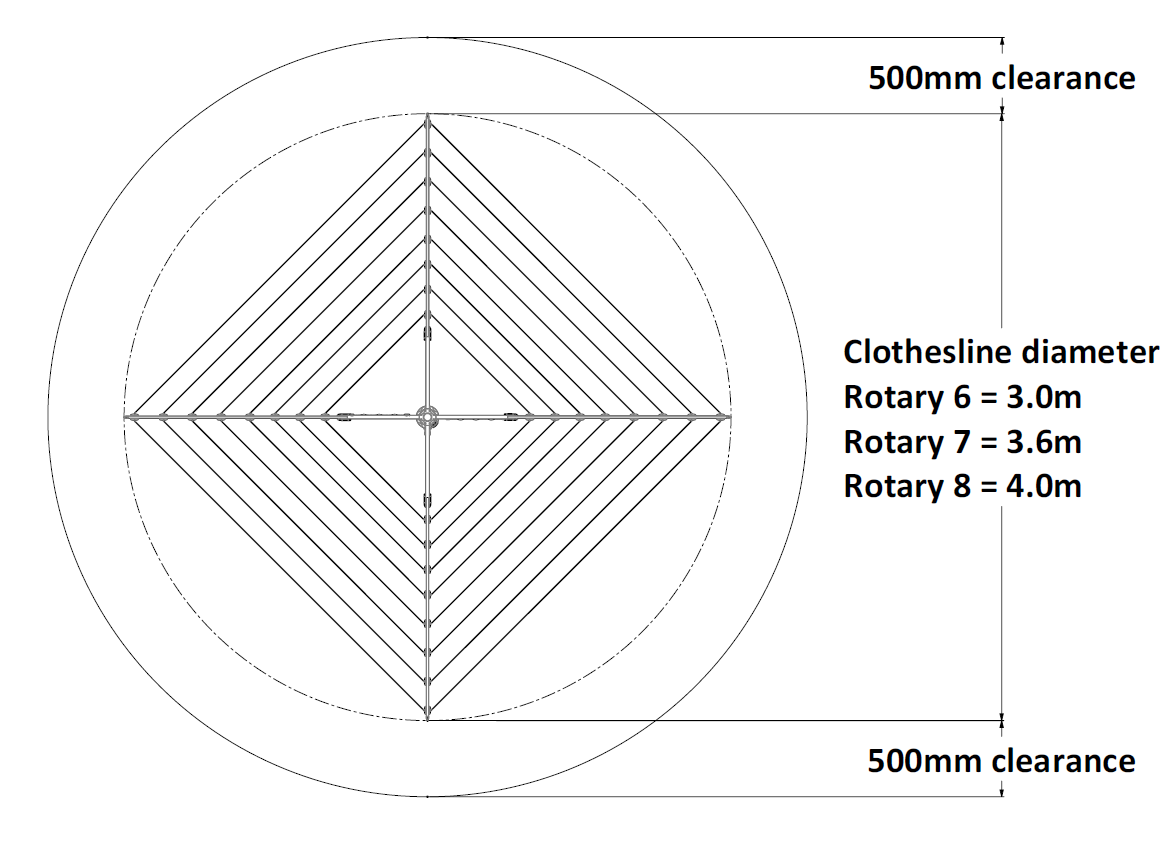 500mm clearance
Clothesline diameter
Rotary 6 = 3.0m
Rotary 7 = 3.6m
Rotary 8 = 4.0m
500mm clearance